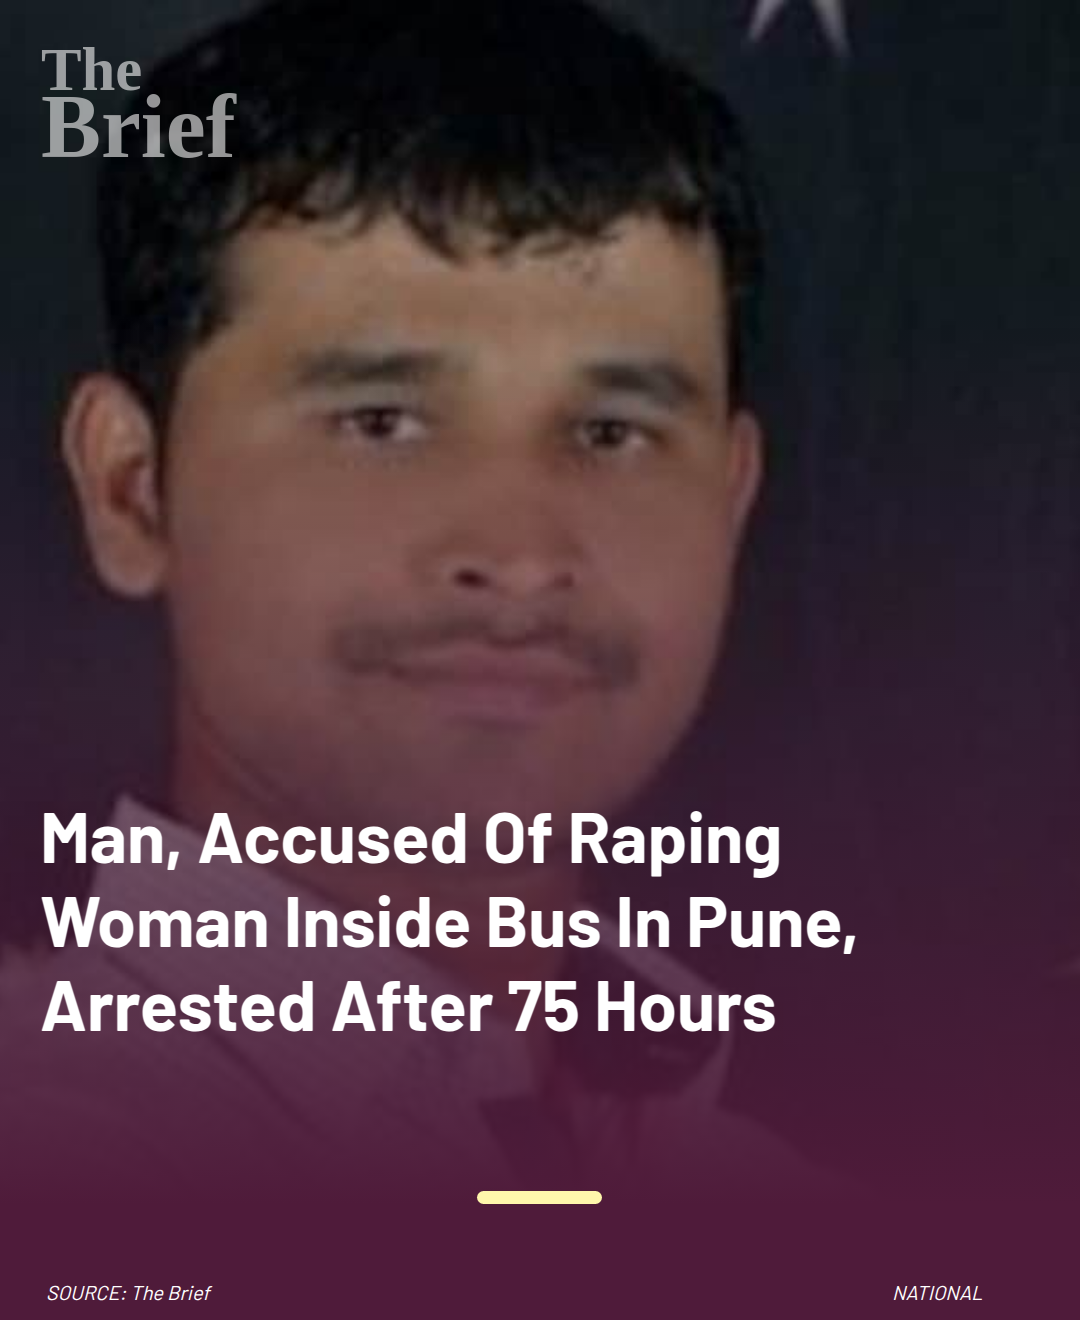 The
Brief
Man, Accused Of Raping
Woman Inside Bus In Pune,
Arrested After 75 Hours
SOURCE: The Brief
NATIONAL